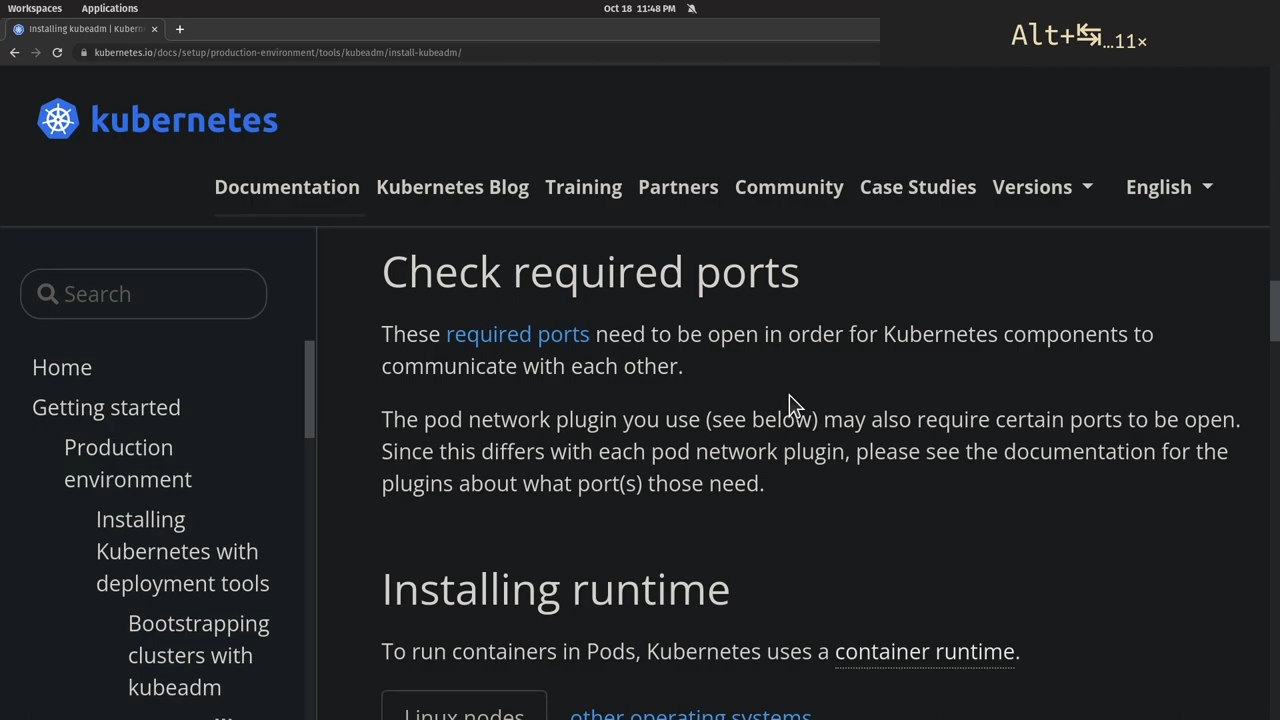 Workspaces Applications Oct 18 11:48 PM
Installing kubeadm | Kubern
kubernetes.io/docs/setup/production-environment/tools/kubeadm/install-kubeadm/
Alt+↹...11×
kubernetes
Documentation Kubernetes Blog Training Partners Community Case Studies Versions English
Search
Home
Getting started
Production
environment
Installing
Kubernetes with
deployment tools
Bootstrapping
clusters with
kubeadm
Check required ports
These required ports need to be open in order for Kubernetes components to
communicate with each other.
The pod network plugin you use (see below) may also require certain ports to be open.
Since this differs with each pod network plugin, please see the documentation for the
plugins about what port(s) those need.
Installing runtime
To run containers in Pods, Kubernetes uses a container runtime.
Linux nodes other operating systems